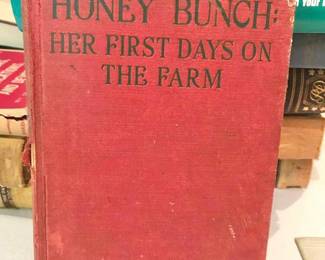 HONEY BUNCH:
HER FIRST DAYS ON
THE FARM